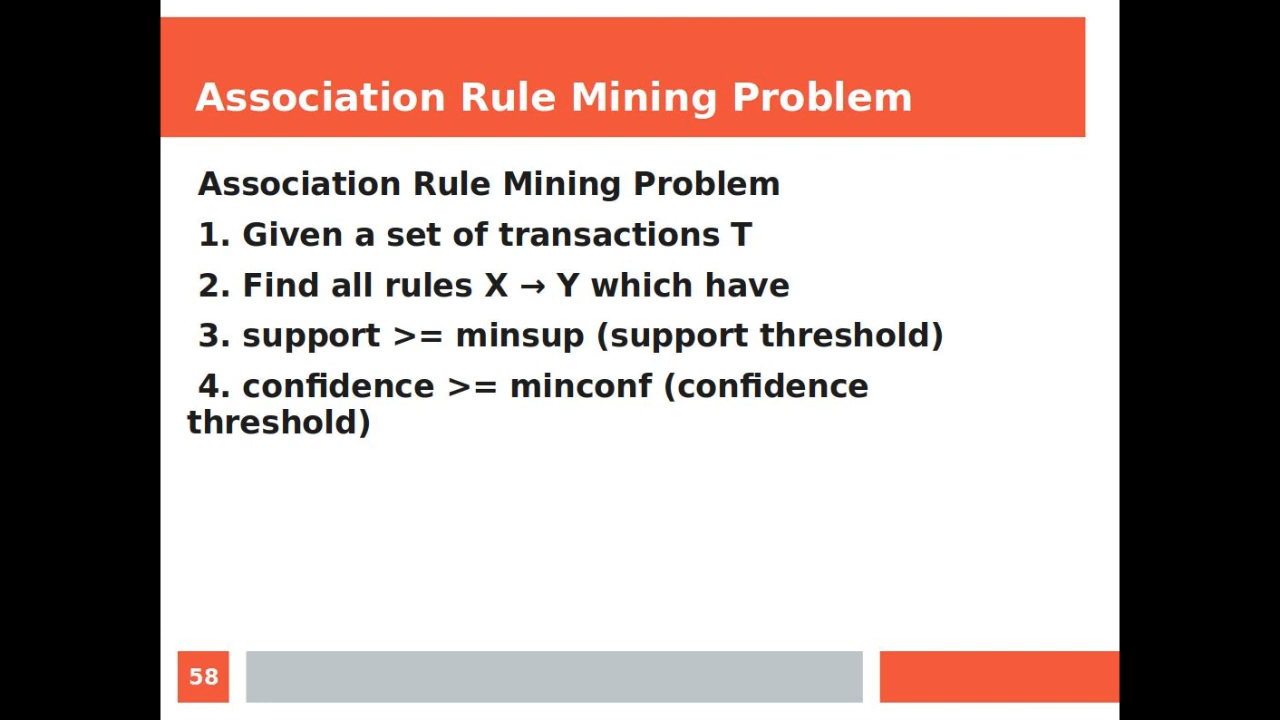 Association Rule Mining Problem
Association Rule Mining Problem
1. Given a set of transactions T
2. Find all rules X → Y which have
3. support >= minsup (support threshold)
4. confidence >= minconf (confidence
threshold)
58